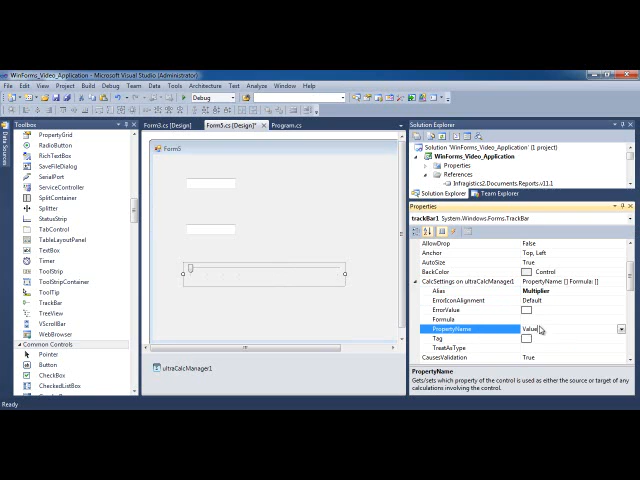 WinForms_Video_Application - Microsoft Visual Studio (Administrator)
File Edit View Project Build Debug Team Data Tools Architecture Test Analyze Window Help
Debug
Toolbox
Form3.cs [Design] Form5.cs [Design]* Program.cs
Solution Explorer
Data Sources
PropertyGrid
RadioButton
RichTextBox
SaveFileDialog
SerialPort
ServiceController
SplitContainer
Splitter
StatusStrip
TabControl
TableLayoutPanel
TextBox
Timer
ToolStrip
ToolStripContainer
ToolTip
TrackBar
TreeView
VScrollBar
WebBrowser
Common Controls
Pointer
Button
CheckBox
CheckedListBox
Form5
ultraCalcManager1
Solution 'WinForms_Video_Application' (1 project)
WinForms_Video_Application
Properties
References
Infragistics2.Documents.Reports.v11.1
Solution Explorer Team Explorer
Properties
trackBar1 System.Windows.Forms.TrackBar
AllowDrop False
Anchor Top, Left
AutoSize True
BackColor Control
CalcSettings on ultraCalcManager1 PropertyName: [] Formula: []
Alias Multiplier
ErrorIconAlignment Default
ErrorValue
Formula
PropertyName Value
Tag
TreatAsType
CausesValidation True
PropertyName
Gets/sets which property of the control is used as either the source or target of any calculations involving the control.
Ready